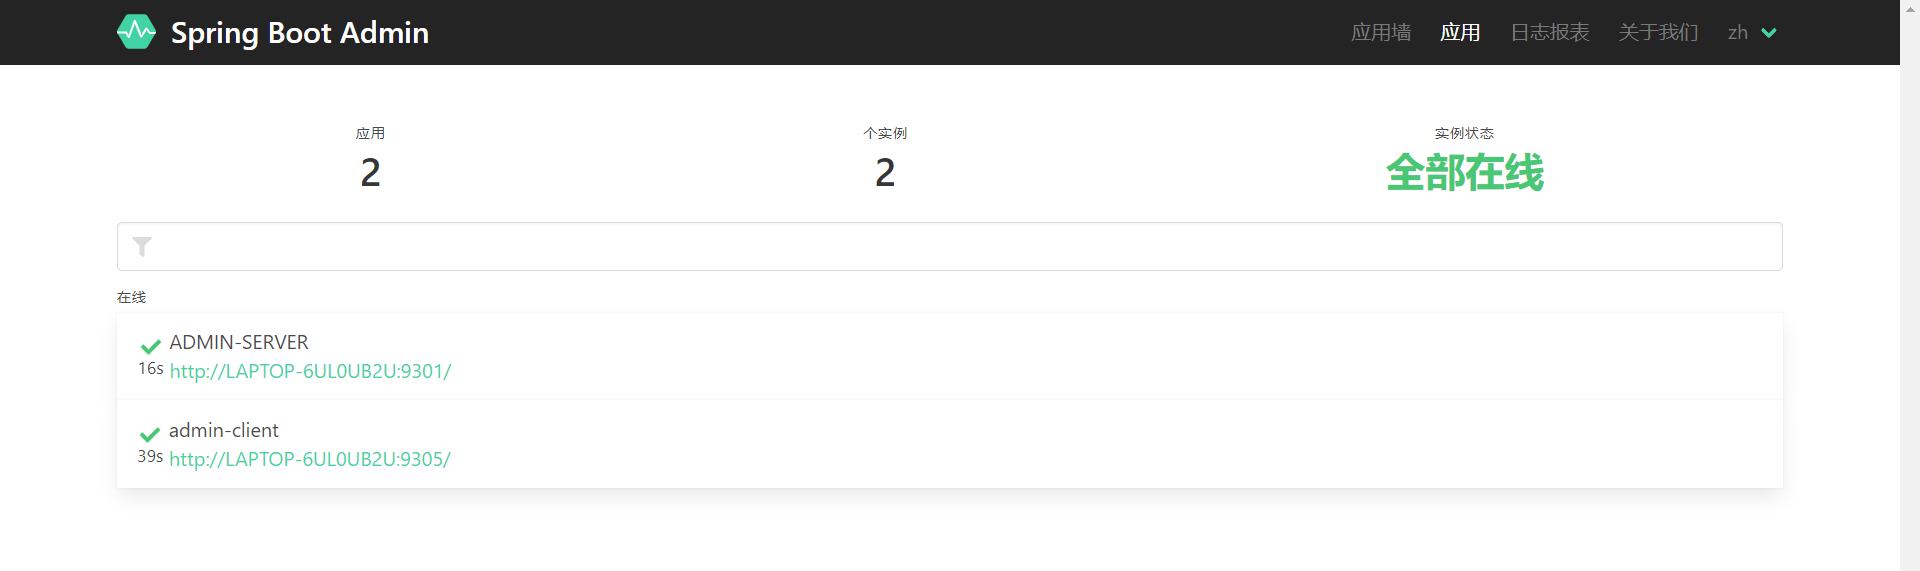 Spring Boot Admin 应用墙 应用 日志报表 关于我们 zh
应用 个实例 实例状态
2 2 全部在线
在线
ADMIN-SERVER
16s http://LAPTOP-6UL0UB2U:9301/
admin-client
39s http://LAPTOP-6UL0UB2U:9305/